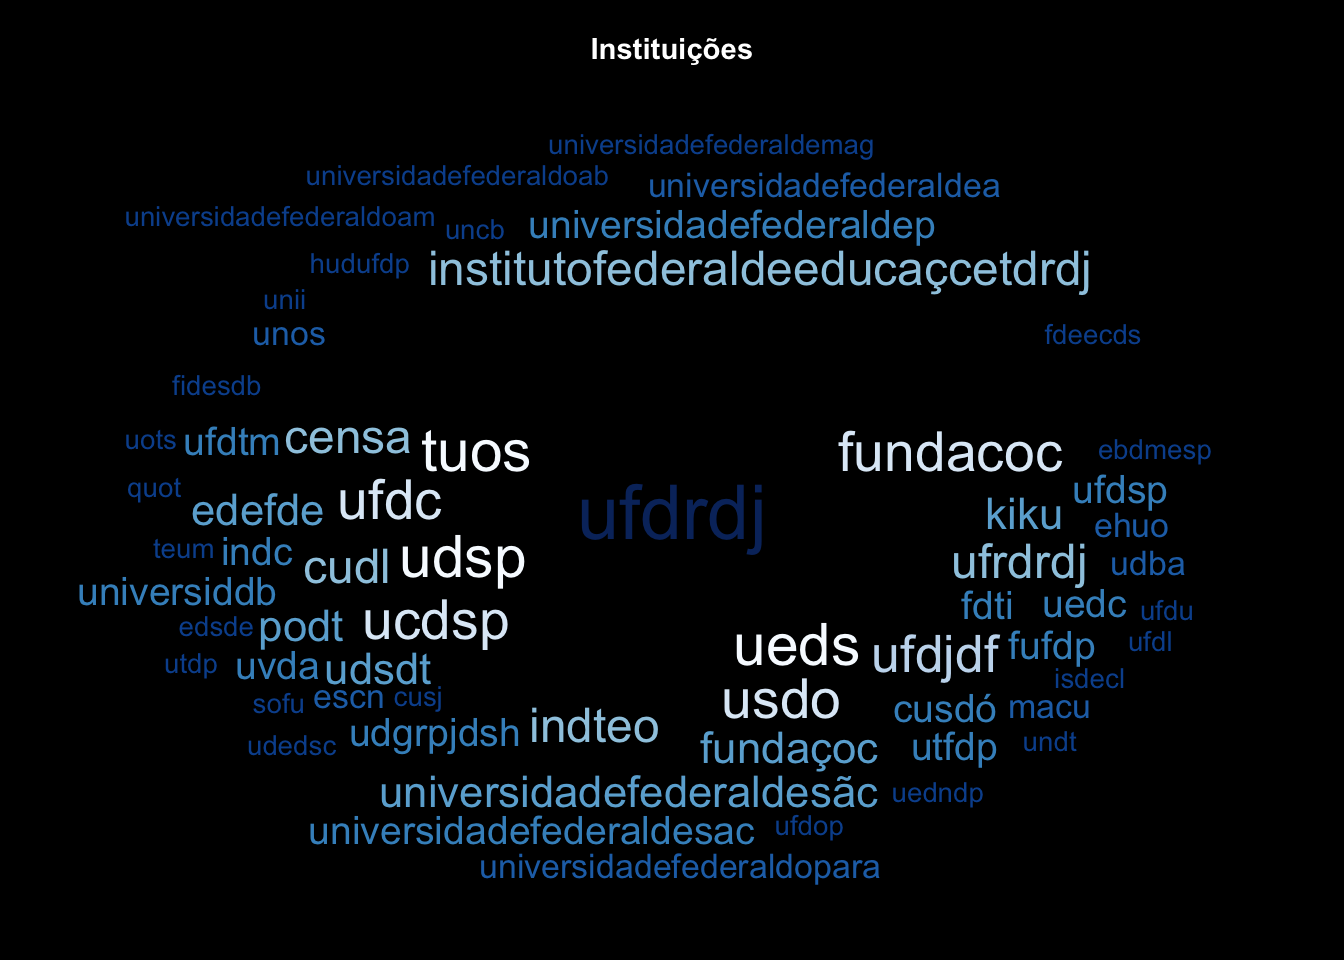 Instituições
universidadefederaldemag
universidadefederaldoab
universidadefederaldea
universidadefederaldoam
uncb
universidadefederaldep
hudufdp
institutofederaldeeducaçcetdrdj
unii
unos
fdeecds
fidesdb
uots
ufdtm
censa
tuos
fundacoc
ebdmesp
quot
edefde
ufdc
ufdrdj
kiku
ufdsp
ehuo
teum
indc
cudl
udsp
ufrdrdj
udba
universiddb
fdti
uedc
ufdu
edsde
podt
ucdsp
ueds
ufdjdf
fufdp
ufdl
utdp
uvda
udsdt
isdecl
sofu
escn
cusj
usdo
cusdó
macu
udedsc
udgrpjdsh
indteo
fundaçoc
utfdp
undt
universidadefederaldesãc
uedndp
universidadefederaldesac
ufdop
universidadefederaldopara